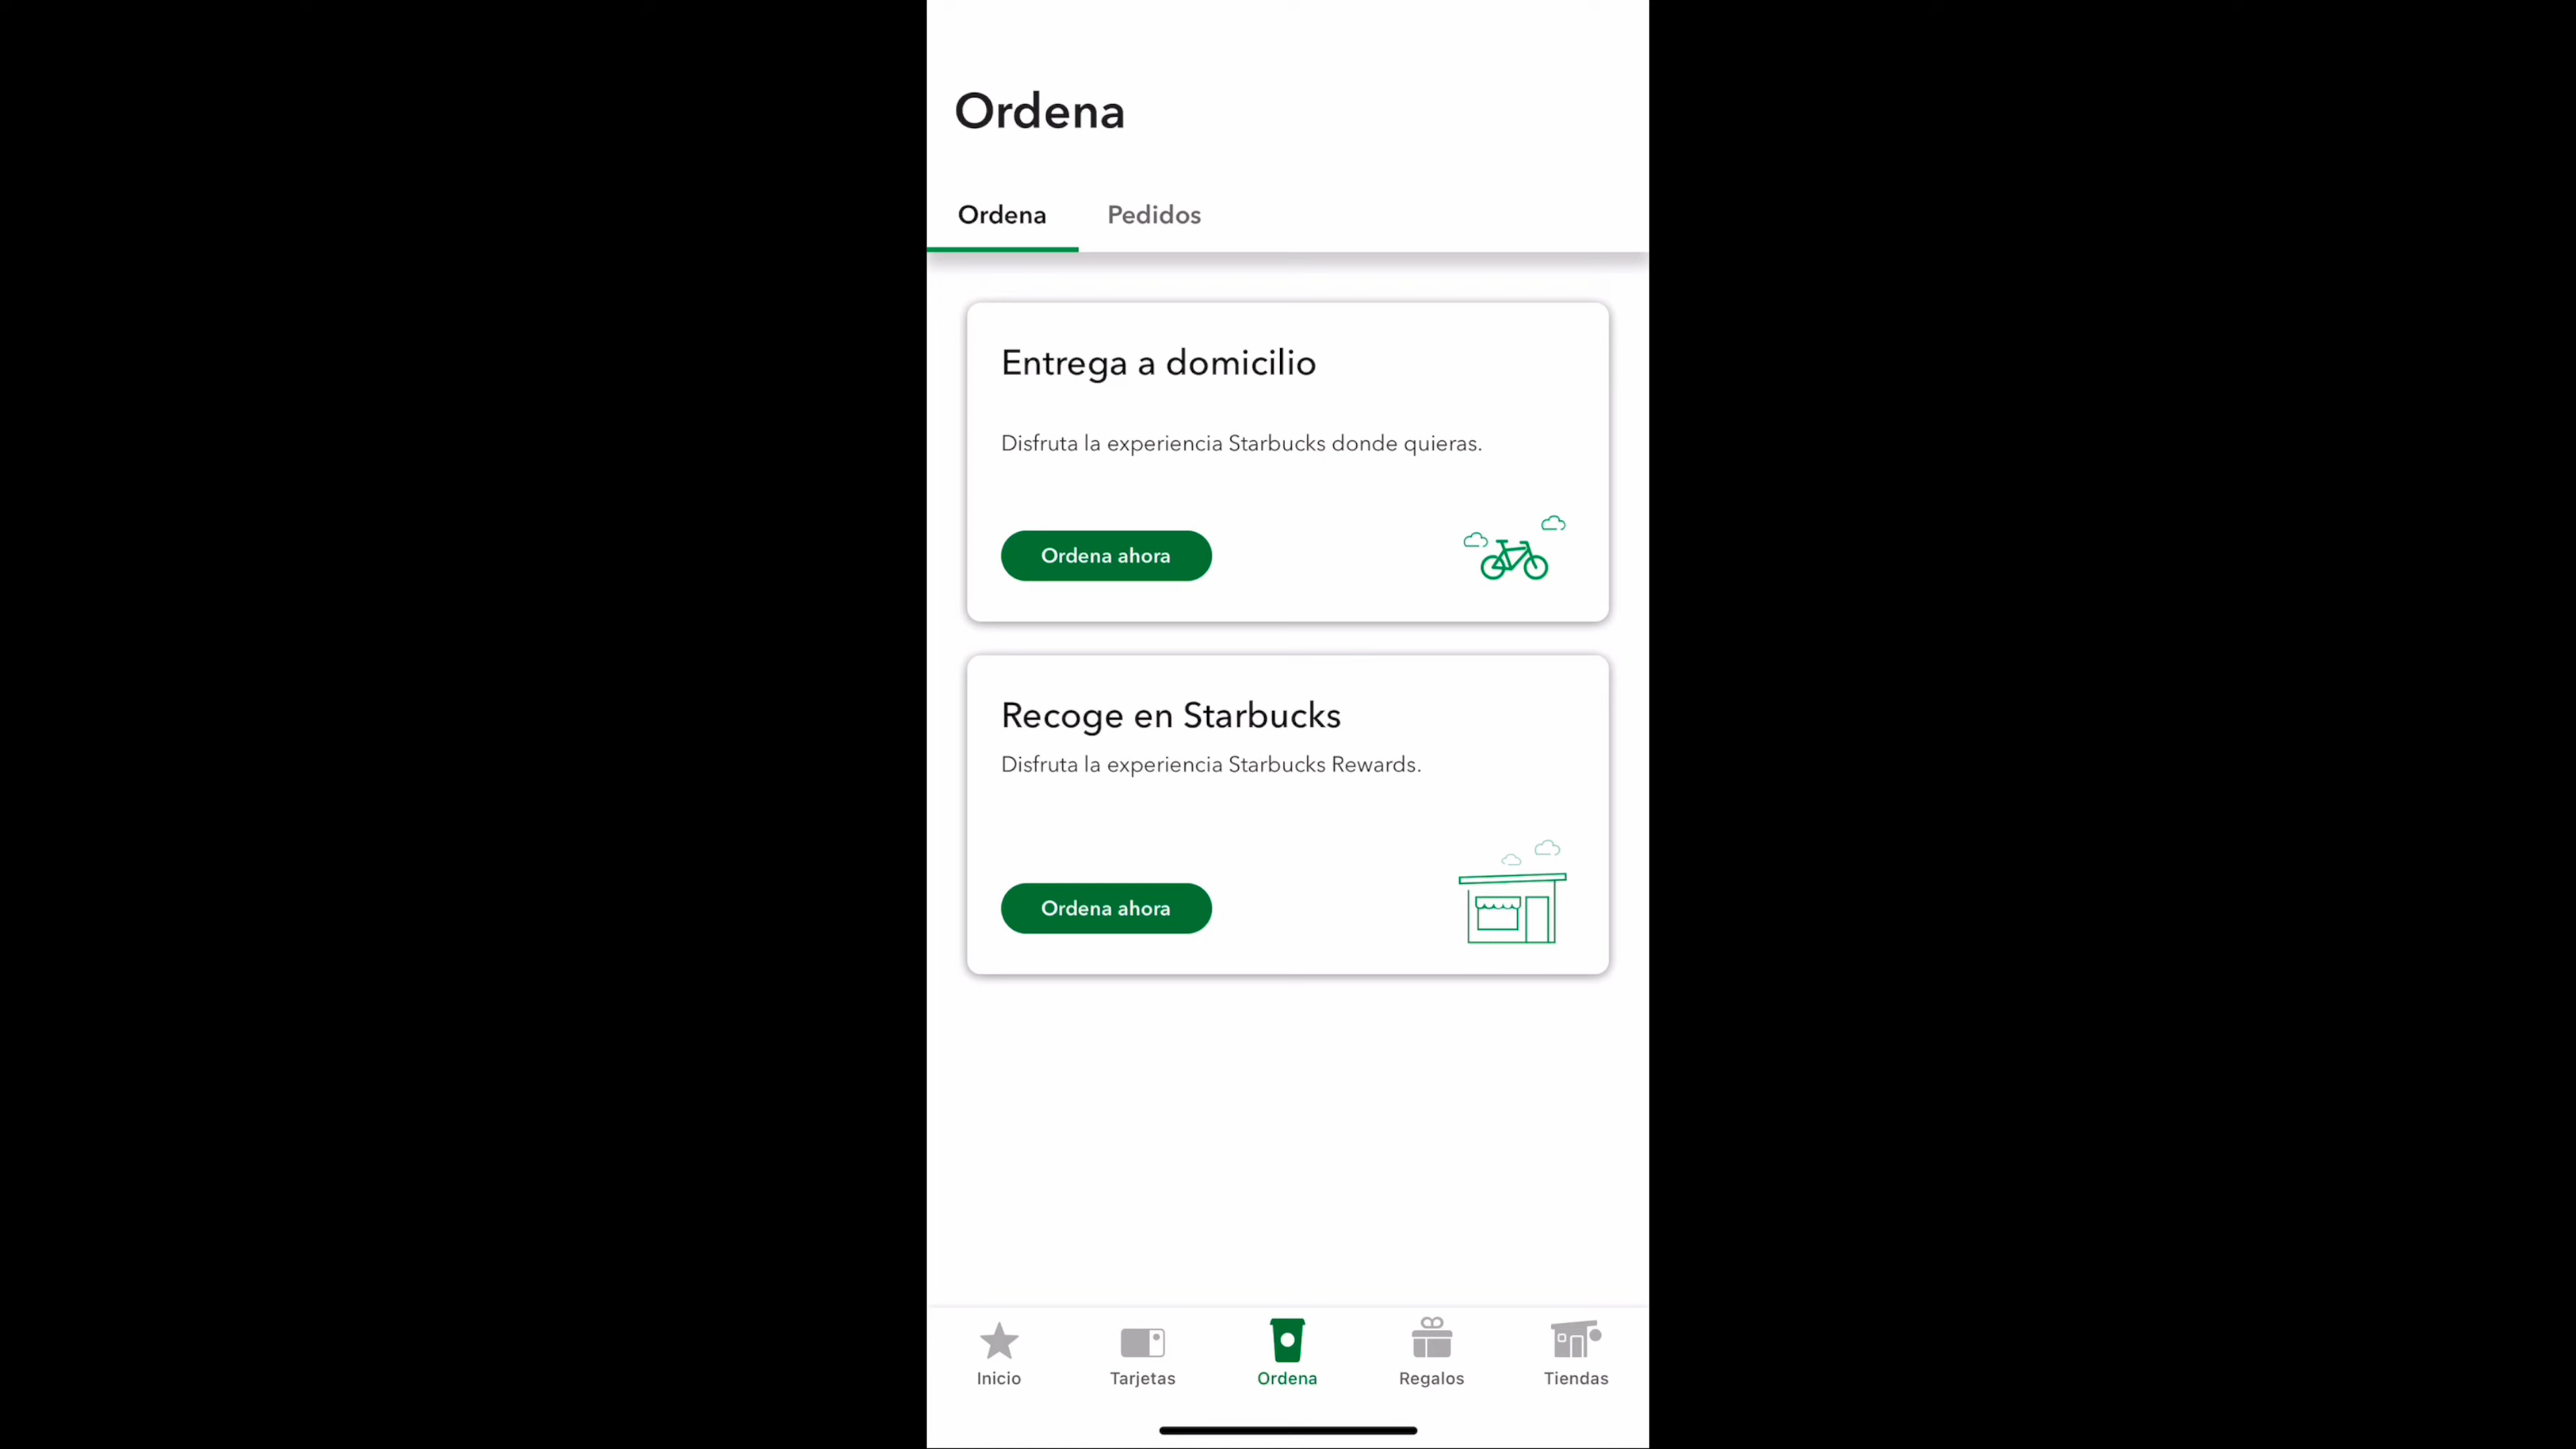 Ordena
Ordena
Pedidos
Entrega a domicilio
Disfruta la experiencia Starbucks donde quieras.
Ordena ahora
Recoge en Starbucks
Disfruta la experiencia Starbucks Rewards.
Ordena ahora
Inicio
Tarjetas
Ordena
Regalos
Tiendas